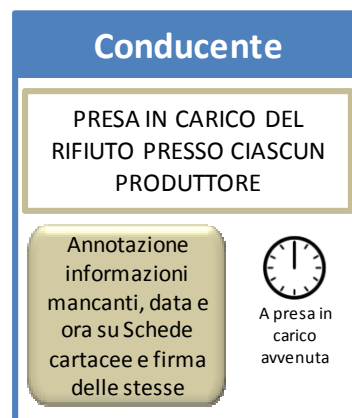 Conducente
PRESA IN CARICO DEL
RIFIUTO PRESSO CIASCUN
PRODUTTORE
Annotazione
informazioni
mancanti, data e
ora su Schede
cartacee e firma
delle stesse
A presa in
carico
avvenuta